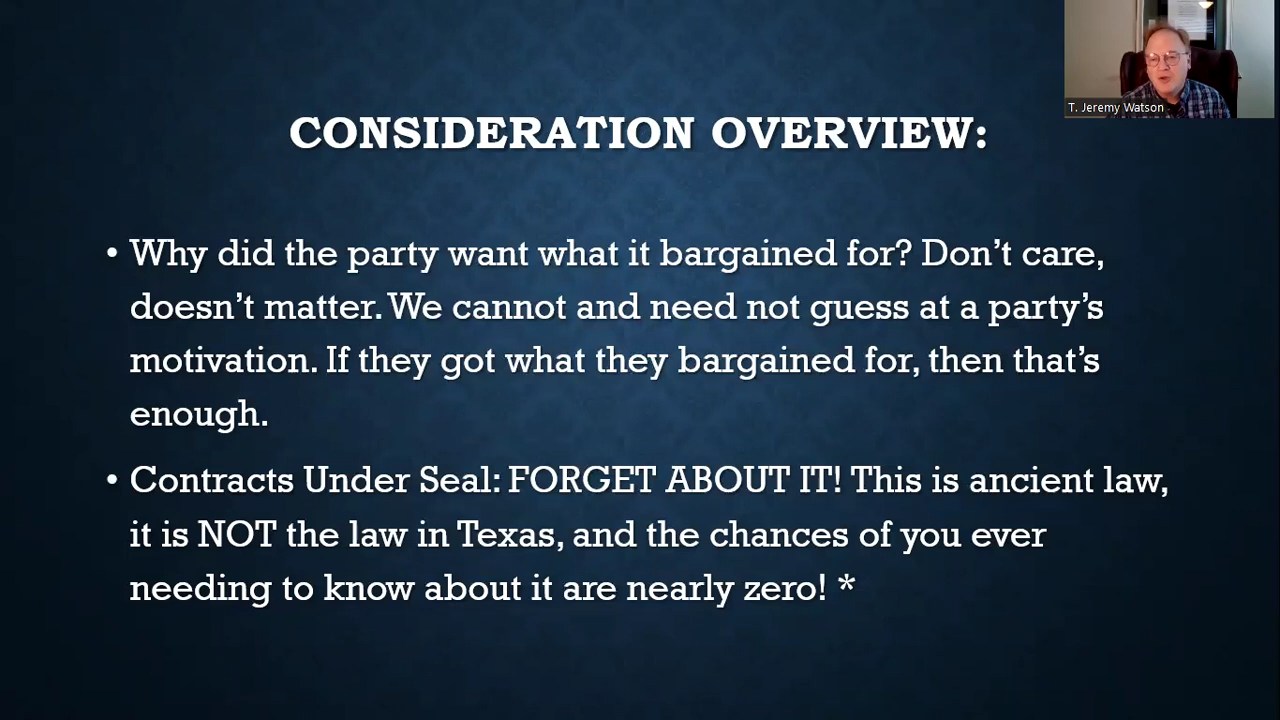 T. Jeremy Watson
CONSIDERATION OVERVIEW:
• Why did the party want what it bargained for? Don’t care,
doesn’t matter. We cannot and need not guess at a party’s
motivation. If they got what they bargained for, then that’s
enough.
• Contracts Under Seal: FORGET ABOUT IT! This is ancient law,
it is NOT the law in Texas, and the chances of you ever
needing to know about it are nearly zero! *